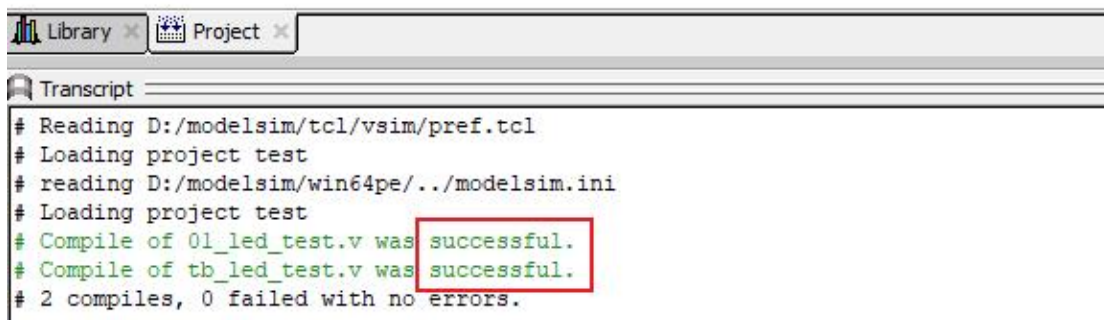 Library Project
Transcript
# Reading D:/modelsim/tcl/vsim/pref.tcl
# Loading project test
# reading D:/modelsim/win64pe/../modelsim.ini
# Loading project test
# Compile of 01_led_test.v was successful.
# Compile of tb_led_test.v was successful.
# 2 compiles, 0 failed with no errors.